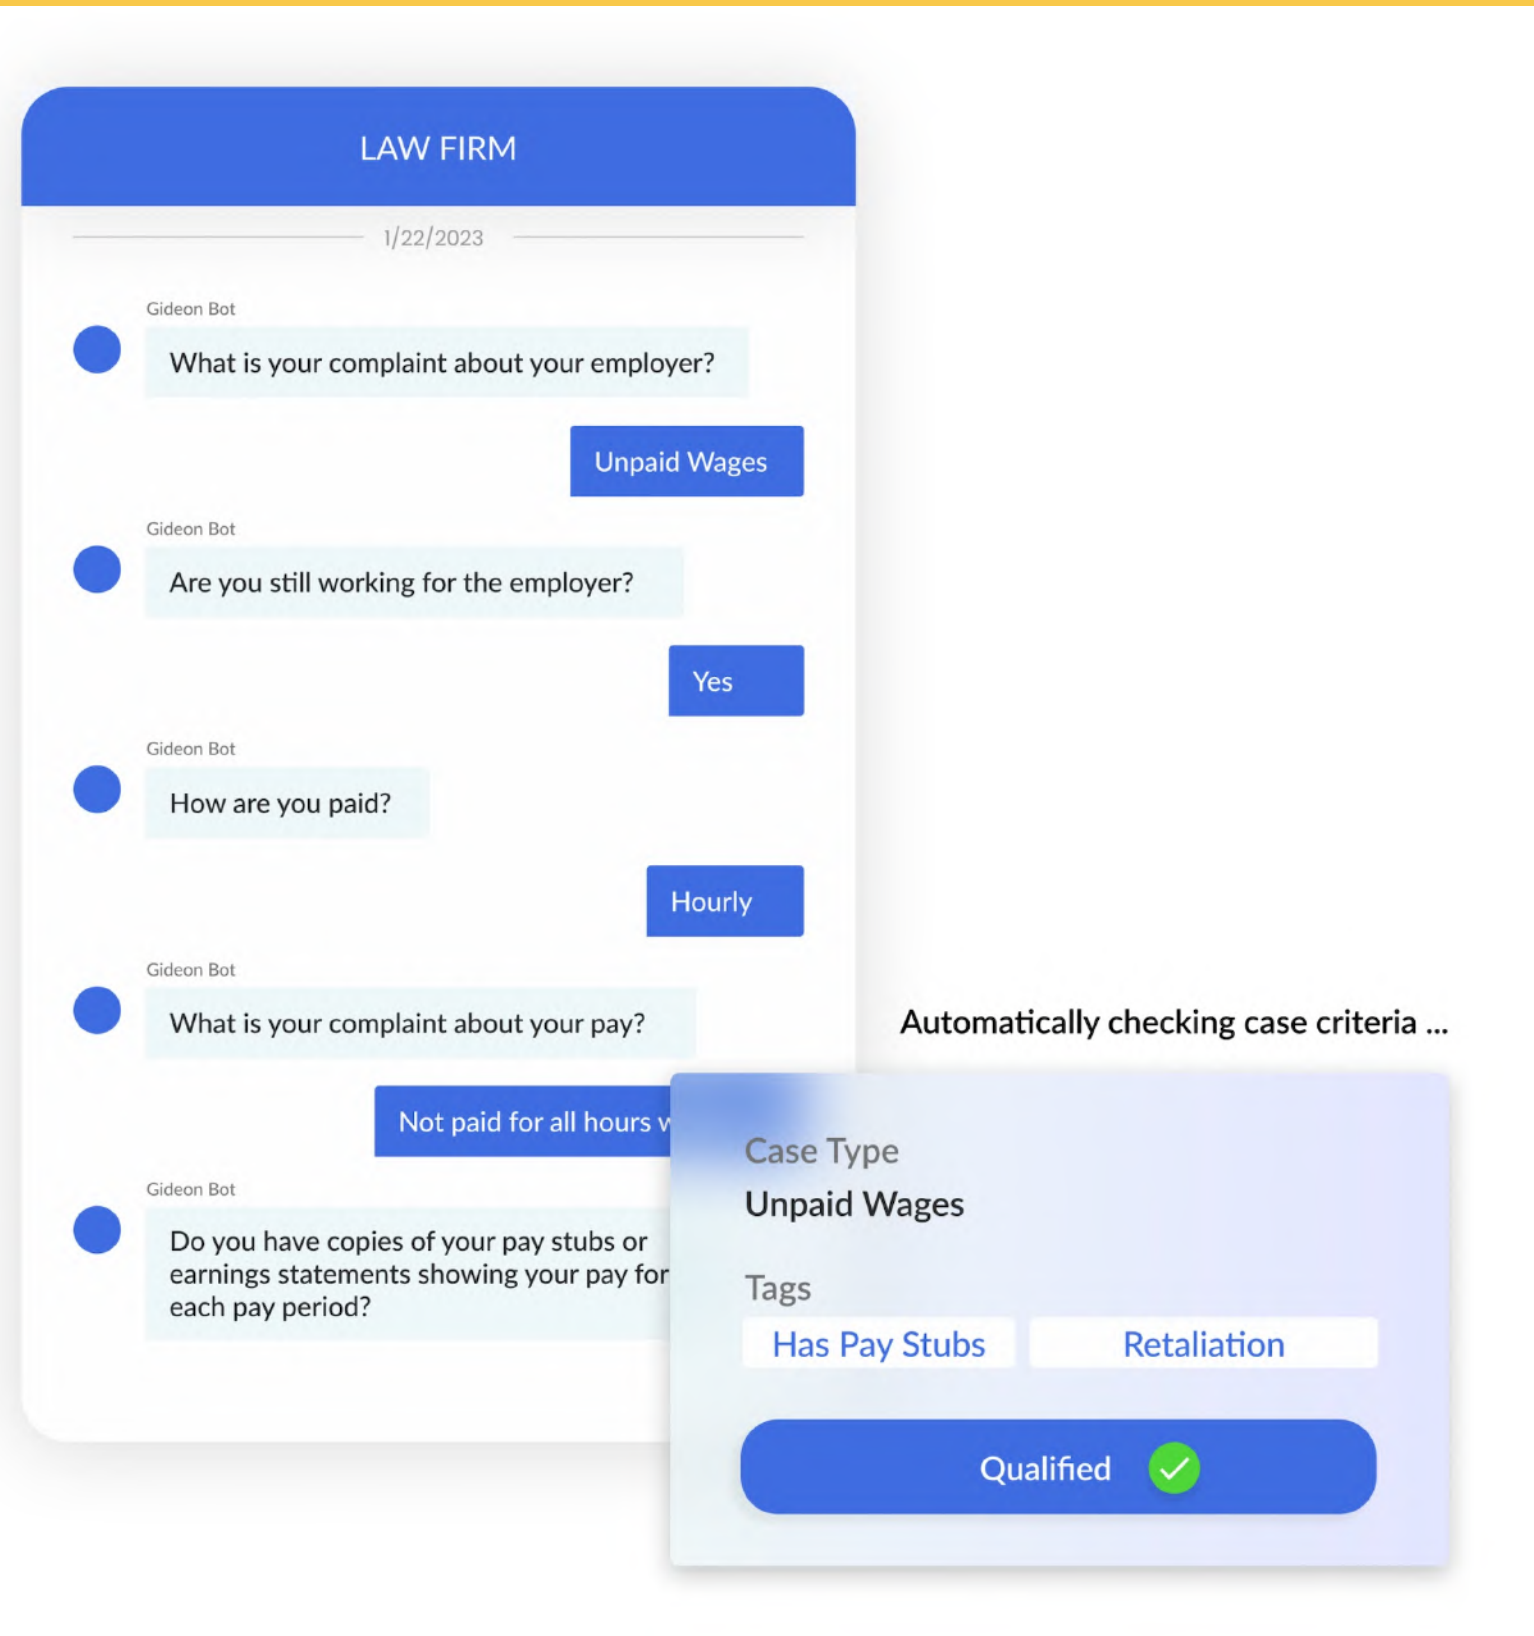 LAW FIRM
1/22/2023
Gideon Bot
What is your complaint about your employer?
Unpaid Wages
Gideon Bot
Are you still working for the employer?
Yes
Gideon Bot
How are you paid?
Hourly
Gideon Bot
What is your complaint about your pay?
Not paid for all hours
Gideon Bot
Do you have copies of your pay stubs or
earnings statements showing your pay for
each pay period?
Automatically checking case criteria ...
Case Type
Unpaid Wages
Tags
Has Pay Stubs
Retaliation
Qualified